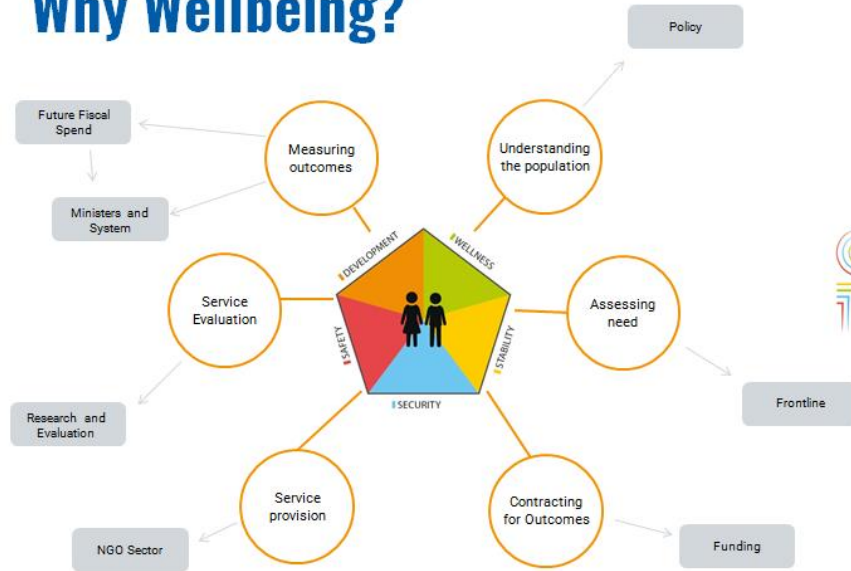 Why Wellbeing?
Policy
Future Fiscal
Spend
Measuring
outcomes
Understanding
the population
Ministers and
System
DEVELOPMENT
WELLNESS
Service
Evaluation
Assessing
need
SAFETY
STABILITY
SECURITY
Research and
Evaluation
Frontline
Service
provision
Contracting
for Outcomes
NGO Sector
Funding